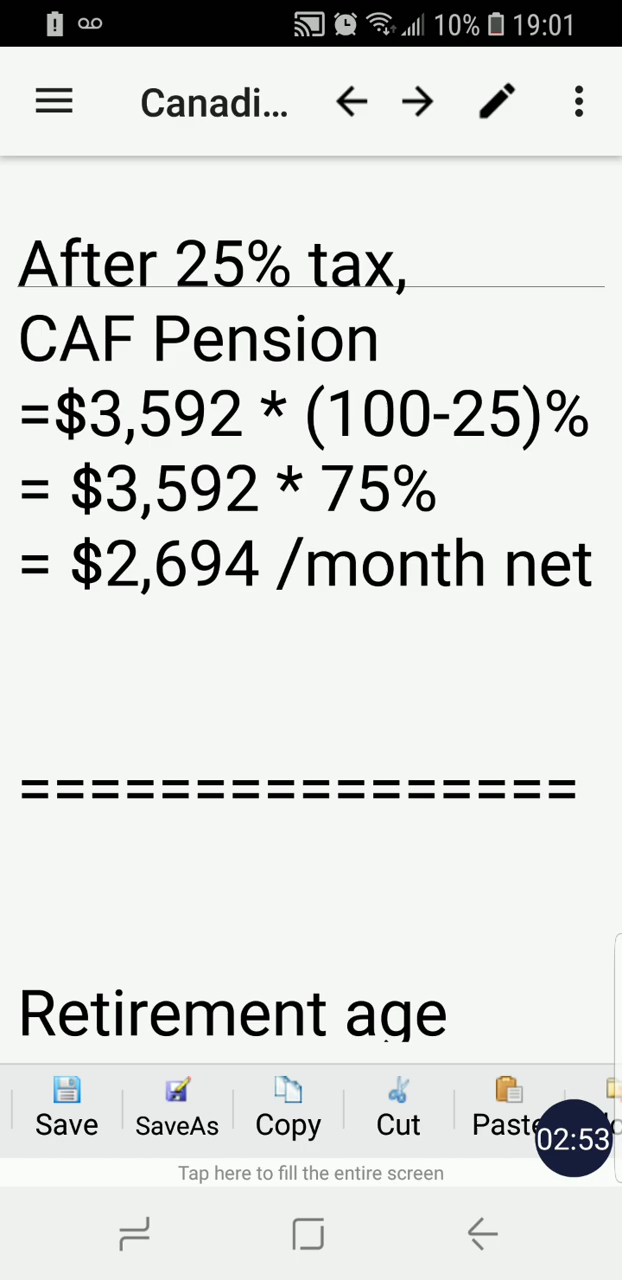 10% 19:01
Canadi...
After 25% tax,
CAF Pension
=$3,592 * (100-25)%
= $3,592 * 75%
= $2,694 /month net
================
Retirement age
Save SaveAs Copy Cut Paste
02:53
Tap here to fill the entire screen